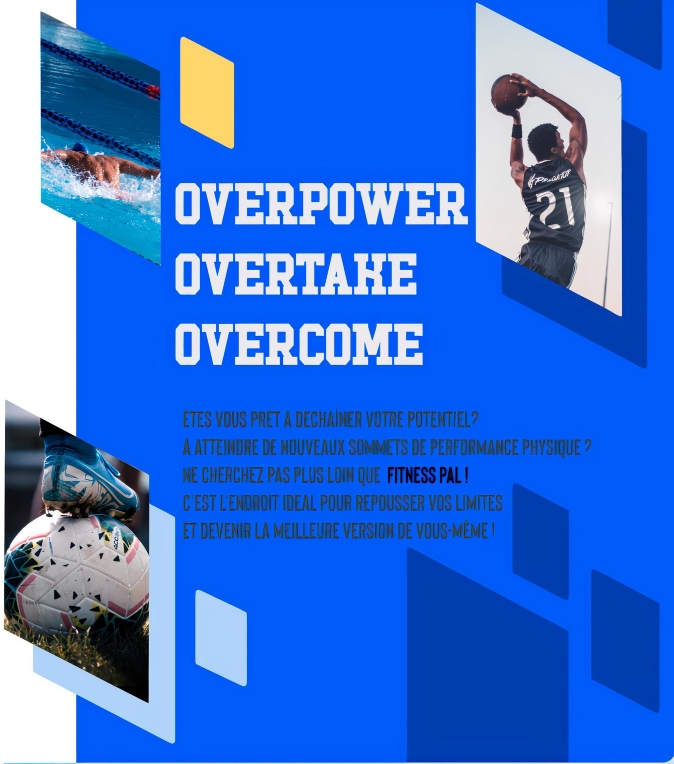 OVERPOWER
OVERTAKE
OVERCOME
21
ETES VOUS PRÊT A DECHAÎNER VOTRE POTENTIEL?
A ATTEINDRE DE NOUVEAUX SOMMETS DE PERFORMANCE PHYSIQUE ?
NE CHERCHEZ PAS PLUS LOIN QUE FITNESS PAL !
C'EST L'ENDROIT IDEAL POUR REPOUSSER VOS LIMITES
ET DEVENIR LA MEILLEURE VERSION DE VOUS-MÊME !